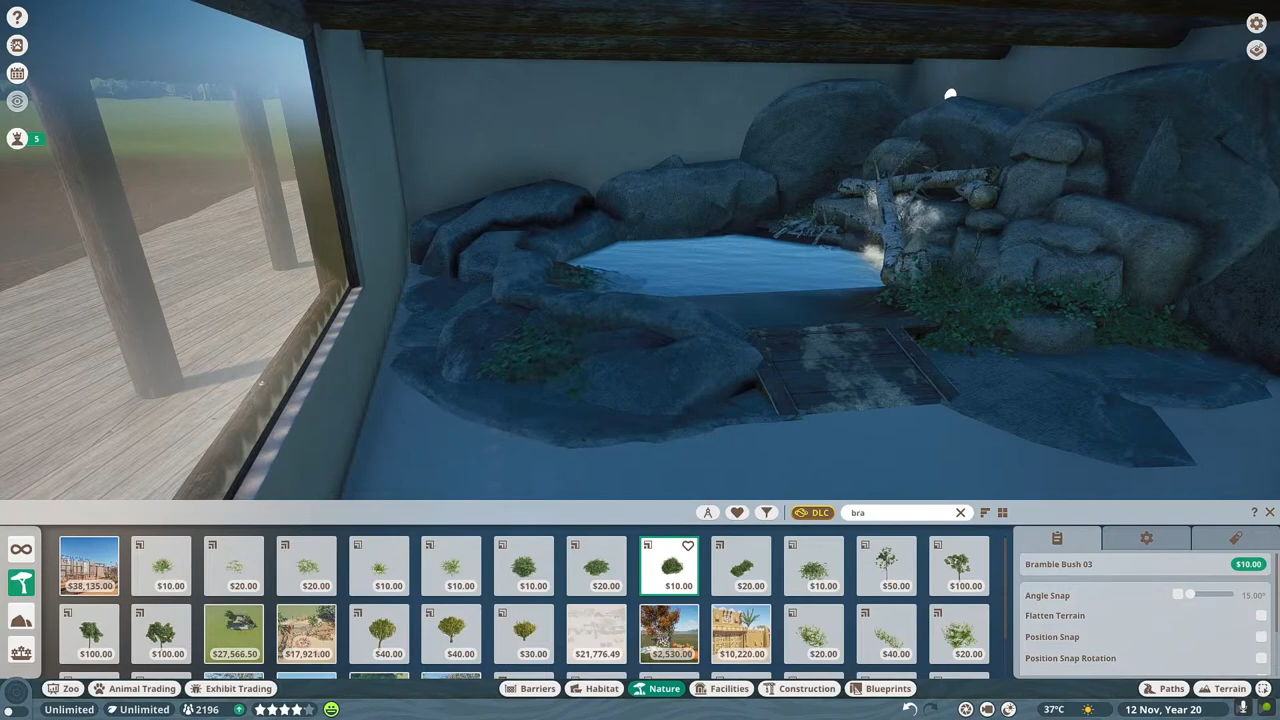 ?
5
DLC
bra
?
$38,135.00
$10.00
$20.00
$20.00
$10.00
$10.00
$10.00
$20.00
$10.00
$20.00
$10.00
$50.00
$100.00
$100.00
$100.00
$27,566.50
$17,921.00
$40.00
$40.00
$30.00
$21,776.49
$2,530.00
$10,220.00
$20.00
$40.00
$20.00
Bramble Bush 03
$10.00
Angle Snap
15.00°
Flatten Terrain
Position Snap
Position Snap Rotation
Zoo
Animal Trading
Exhibit Trading
Barriers
Habitat
Nature
Facilities
Construction
Blueprints
Paths
Terrain
Unlimited
Unlimited
2196
37°C
12 Nov, Year 20